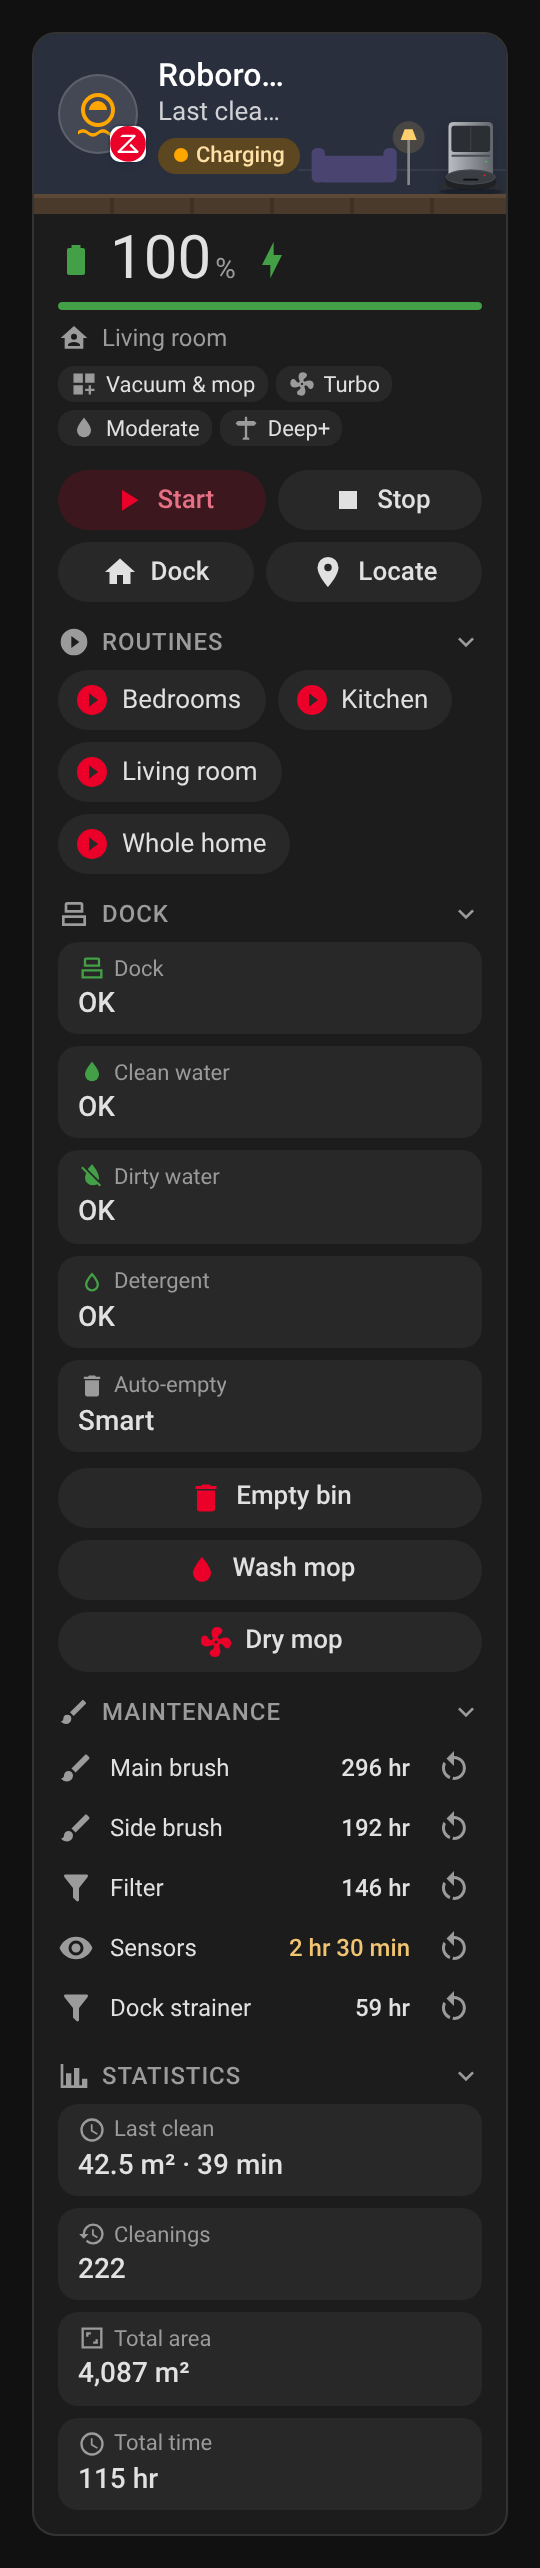 Roboro...
Last clea...
Charging
100 %
Living room
Vacuum & mop Turbo
Moderate Deep+
Start Stop
Dock Locate
ROUTINES
Bedrooms Kitchen
Living room
Whole home
DOCK
Dock
OK
Clean water
OK
Dirty water
OK
Detergent
OK
Auto-empty
Smart
Empty bin
Wash mop
Dry mop
MAINTENANCE
Main brush 296 hr
Side brush 192 hr
Filter 146 hr
Sensors 2 hr 30 min
Dock strainer 59 hr
STATISTICS
Last clean
42.5 m² · 39 min
Cleanings
222
Total area
4,087 m²
Total time
115 hr